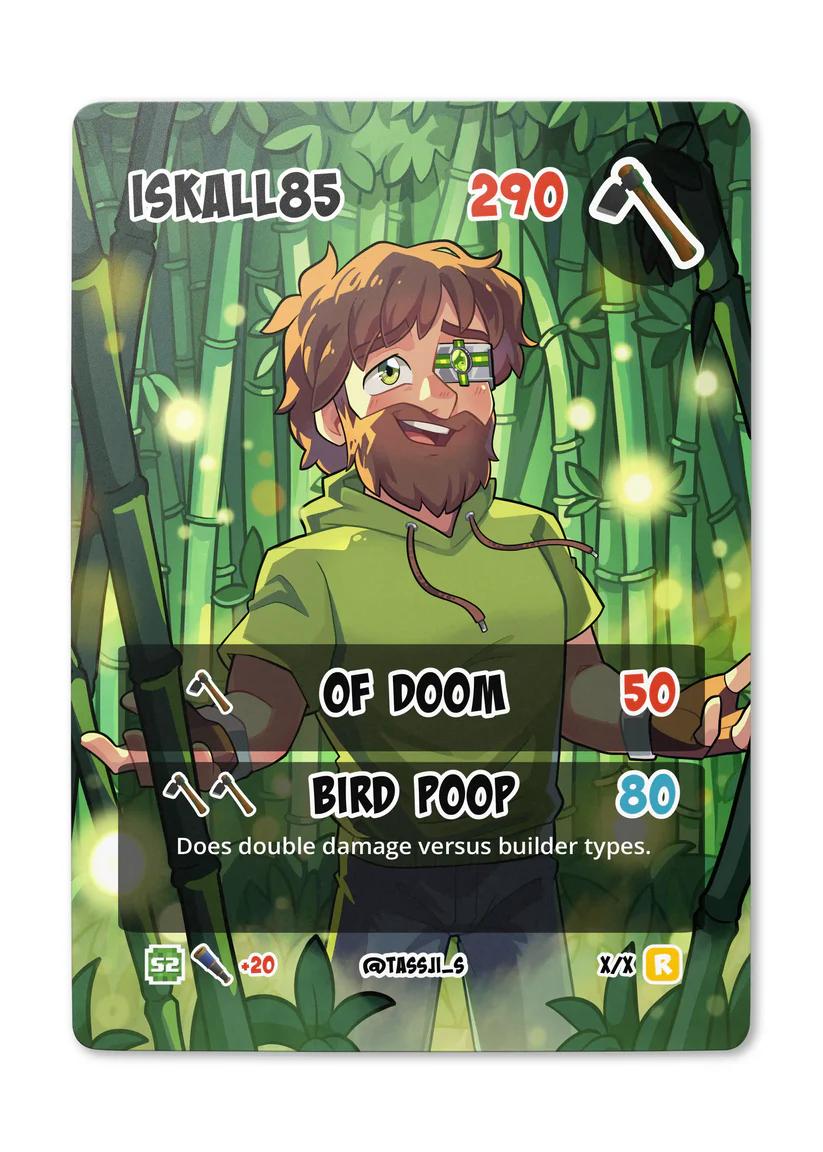 ISKALL85 290
OF DOOM 50
BIRD POOP 80
Does double damage versus builder types.
S2 +20 @TASSJI_S X/X R